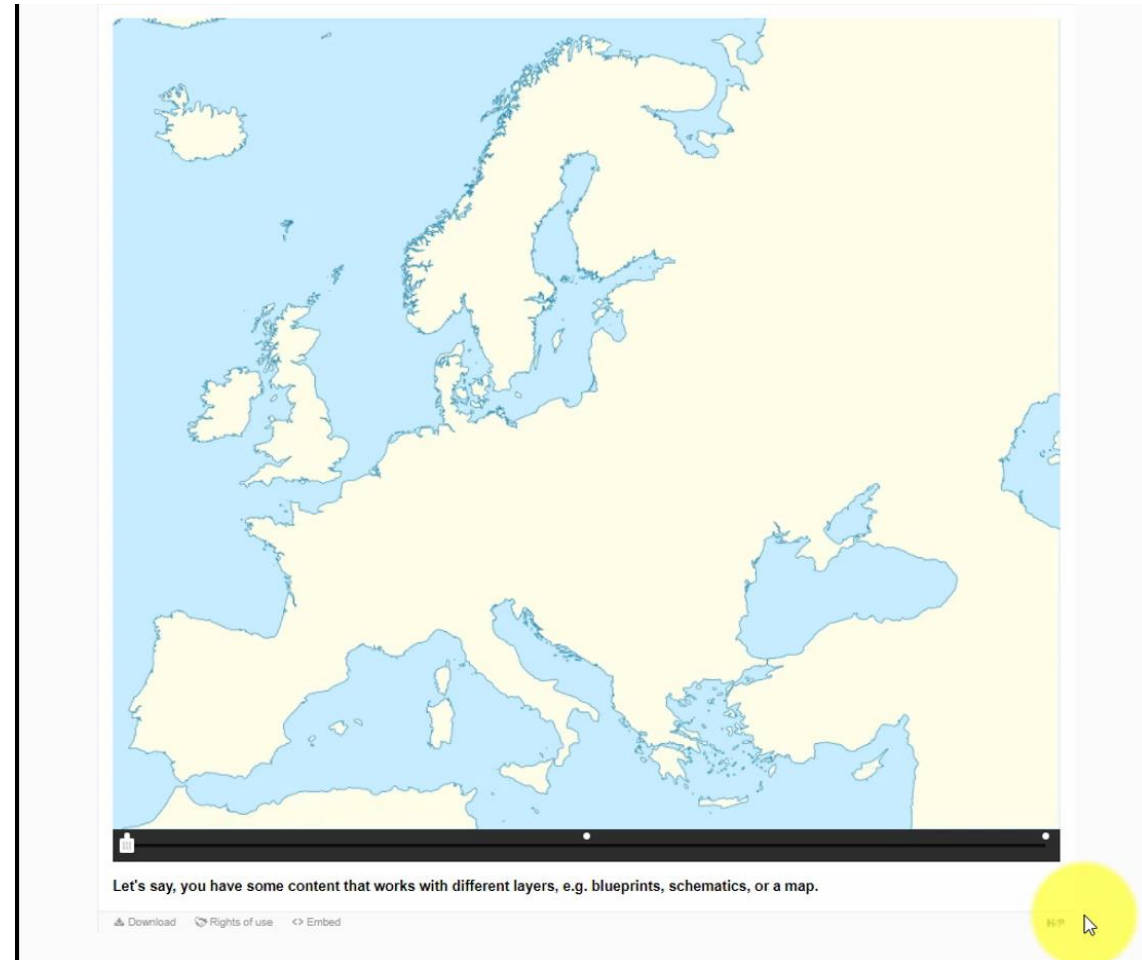 Let's say, you have some content that works with different layers, e.g. blueprints, schematics, or a map.
Download Rights of use <> Embed H-P